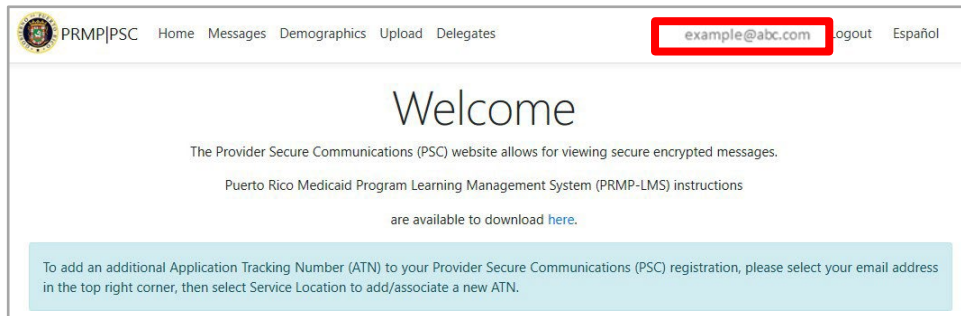 PRMP|PSC Home Messages Demographics Upload Delegates example@abc.com ogout Español
Welcome
The Provider Secure Communications (PSC) website allows for viewing secure encrypted messages.
Puerto Rico Medicaid Program Learning Management System (PRMP-LMS) instructions
are available to download here.
To add an additional Application Tracking Number (ATN) to your Provider Secure Communications (PSC) registration, please select your email address
in the top right corner, then select Service Location to add/associate a new ATN.